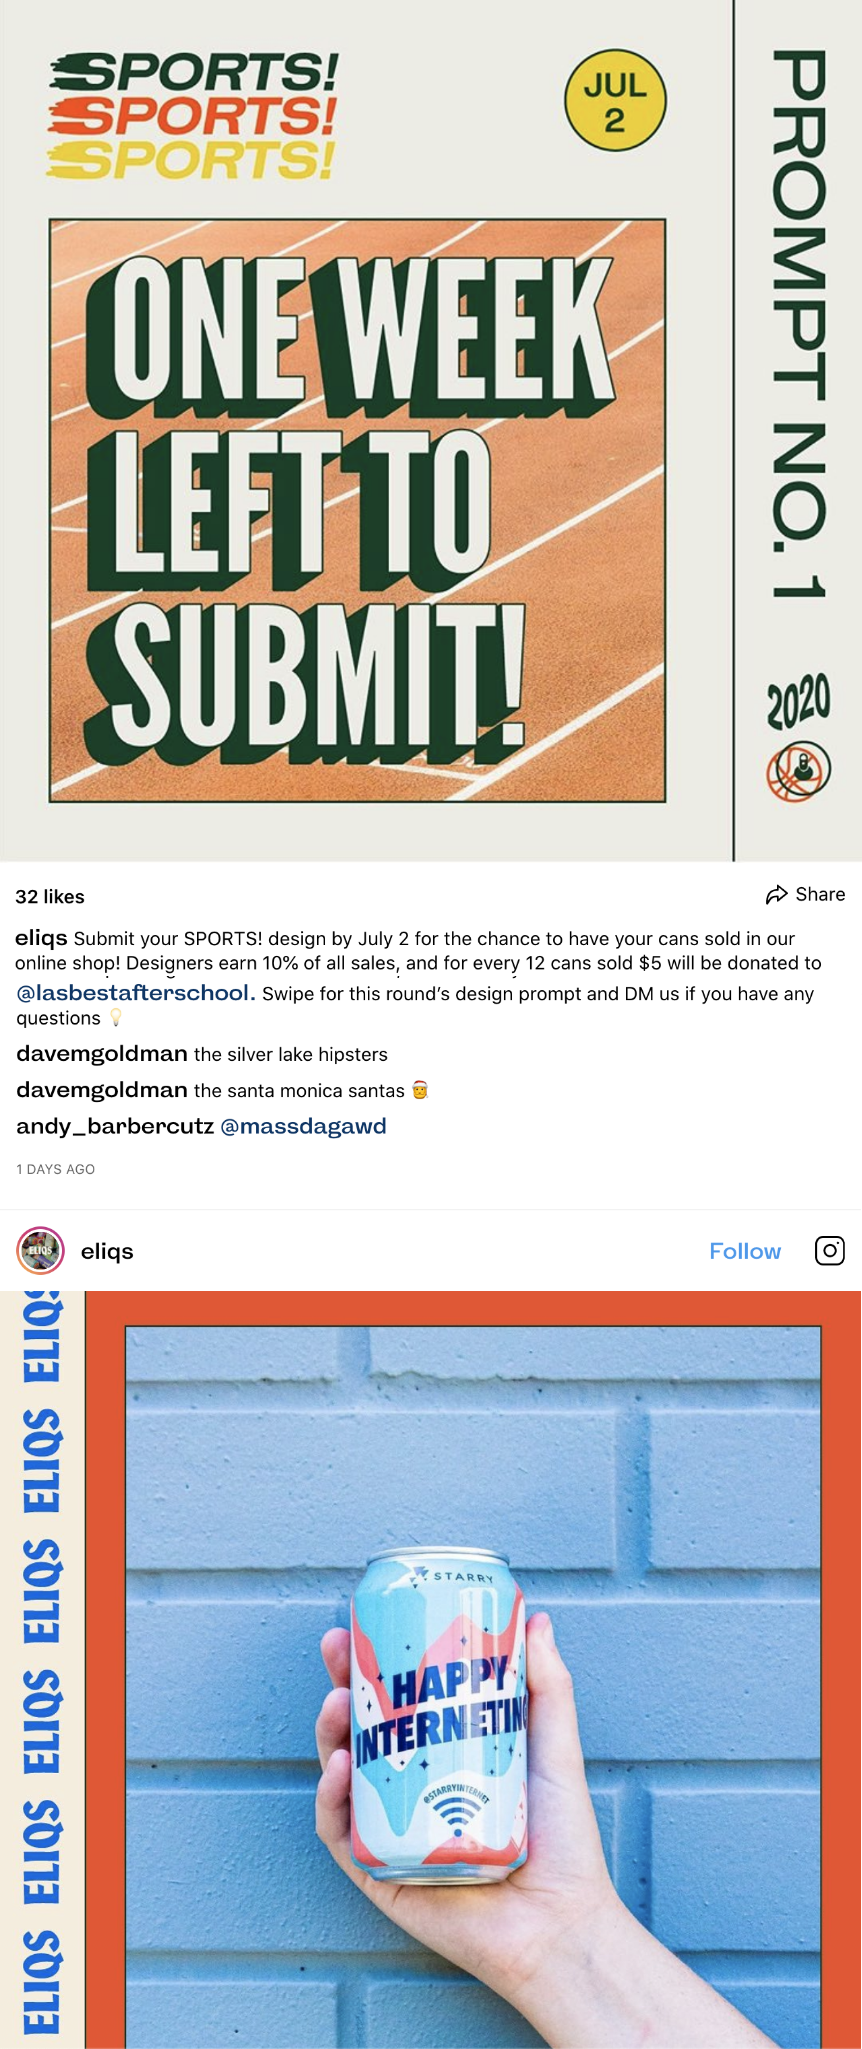 SPORTS!
SPORTS!
SPORTS!
JUL
2
ONE WEEK
LEFT TO
SUBMIT!
PROMPT NO. 1
2020
32 likes
Share
eliqs Submit your SPORTS! design by July 2 for the chance to have your cans sold in our
online shop! Designers earn 10% of all sales, and for every 12 cans sold $5 will be donated to
@lasbestafterschool. Swipe for this round's design prompt and DM us if you have any
questions 💡
davemgoldman the silver lake hipsters
davemgoldman the santa monica santas 🎅
andy_barbercutz @massdagawd
1 DAYS AGO
ELIQS
eliqs
Follow
ELIQS
ELIQS
ELIQS
ELIQS
ELIQS
ELIQS
STARRY
HAPPY
INTERNETING
@STARRYINTERNET